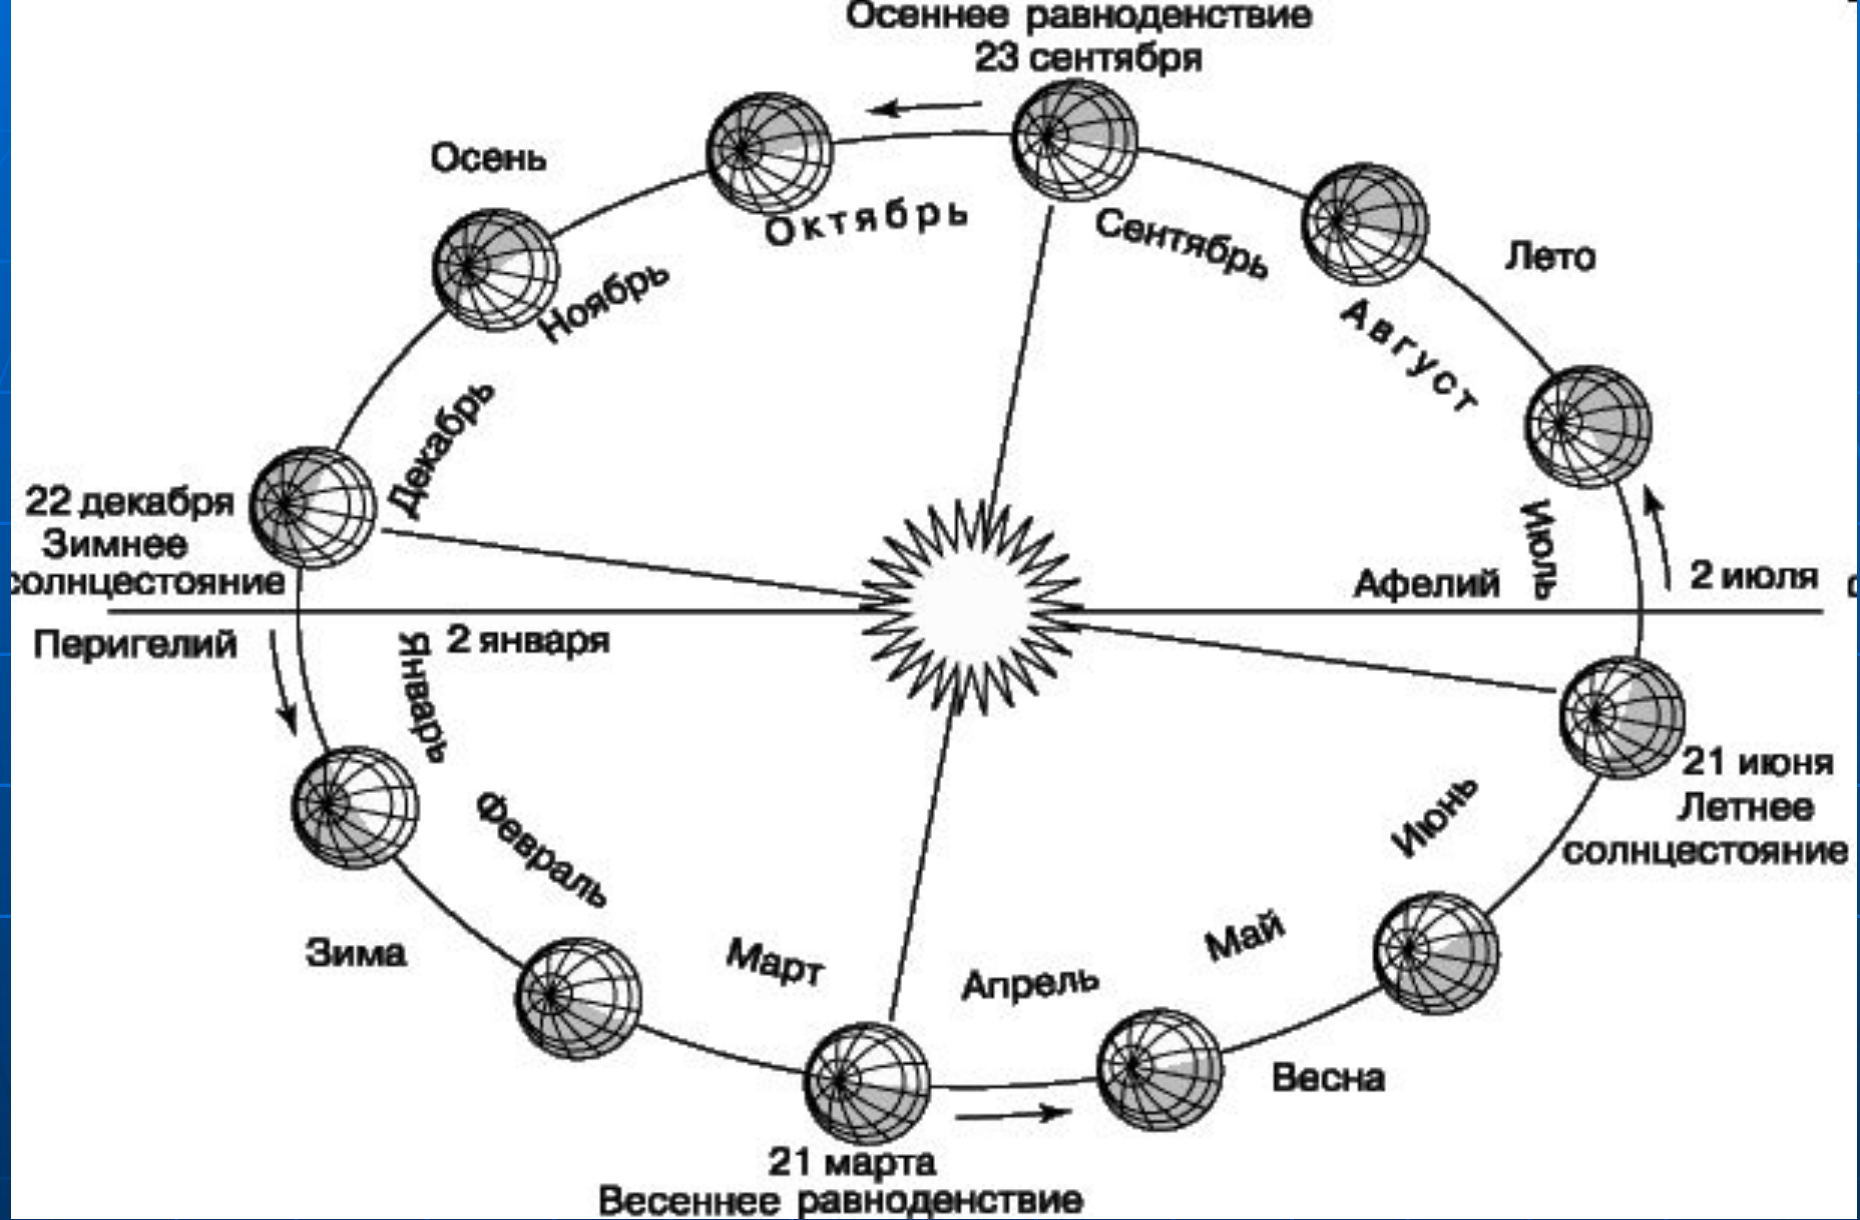 Осеннее равноденствие
23 сентября
Осень
Октябрь
Сентябрь
Лето
Ноябрь
Август
Декабрь
22 декабря
Зимнее
солнцестояние
Июль
Афелий
2 июля
Перигелий
2 января
Январь
21 июня
Летнее
солнцестояние
Февраль
Июнь
Зима
Март
Апрель
Май
Весна
21 марта
Весеннее равноденствие